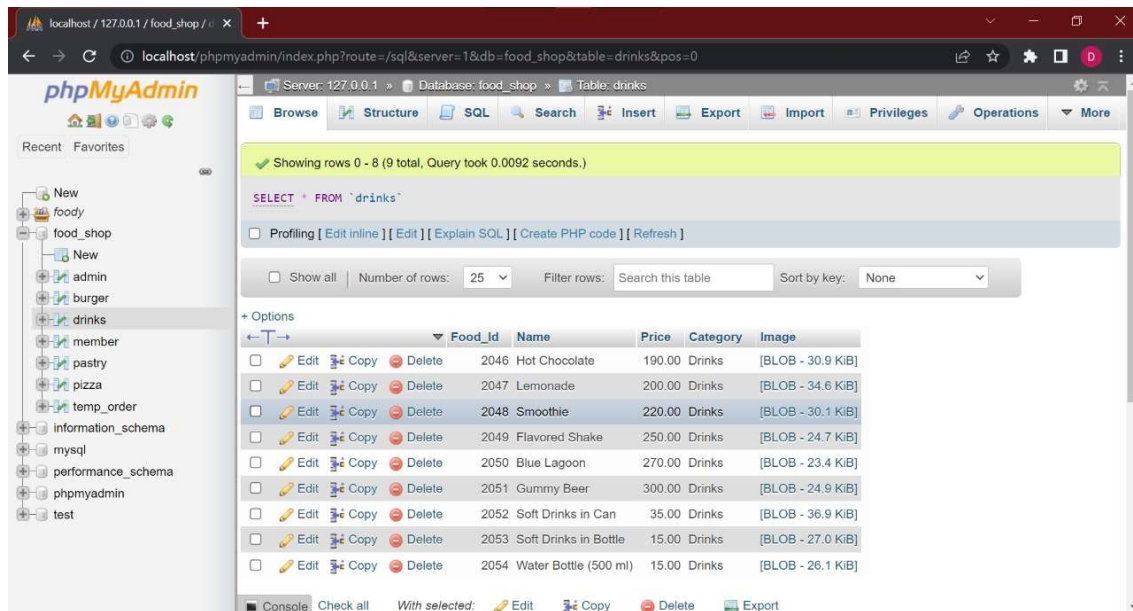 localhost / 127.0.0.1 / food_shop / d
localhost/phpmyadmin/index.php?route=/sql&server=1&db=food_shop&table=drinks&pos=0
D
phpMyAdmin
Recent Favorites
New
foody
food_shop
New
admin
burger
drinks
member
pastry
pizza
temp_order
information_schema
mysql
performance_schema
phpmyadmin
test
Server: 127.0.0.1 » Database: food_shop » Table: drinks
Browse Structure SQL Search Insert Export Import Privileges Operations More
Showing rows 0 - 8 (9 total, Query took 0.0092 seconds.)
SELECT * FROM `drinks`
Profiling [ Edit inline ] [ Edit ] [ Explain SQL ] [ Create PHP code ] [ Refresh ]
Show all | Number of rows: 25 Filter rows: Search this table Sort by key: None
+ Options
Food_Id Name Price Category Image
Edit Copy Delete 2046 Hot Chocolate 190.00 Drinks [BLOB - 30.9 KiB]
Edit Copy Delete 2047 Lemonade 200.00 Drinks [BLOB - 34.6 KiB]
Edit Copy Delete 2048 Smoothie 220.00 Drinks [BLOB - 30.1 KiB]
Edit Copy Delete 2049 Flavored Shake 250.00 Drinks [BLOB - 24.7 KiB]
Edit Copy Delete 2050 Blue Lagoon 270.00 Drinks [BLOB - 23.4 KiB]
Edit Copy Delete 2051 Gummy Beer 300.00 Drinks [BLOB - 24.9 KiB]
Edit Copy Delete 2052 Soft Drinks in Can 35.00 Drinks [BLOB - 36.9 KiB]
Edit Copy Delete 2053 Soft Drinks in Bottle 15.00 Drinks [BLOB - 27.0 KiB]
Edit Copy Delete 2054 Water Bottle (500 ml) 15.00 Drinks [BLOB - 26.1 KiB]
Console Check all With selected: Edit Copy Delete Export